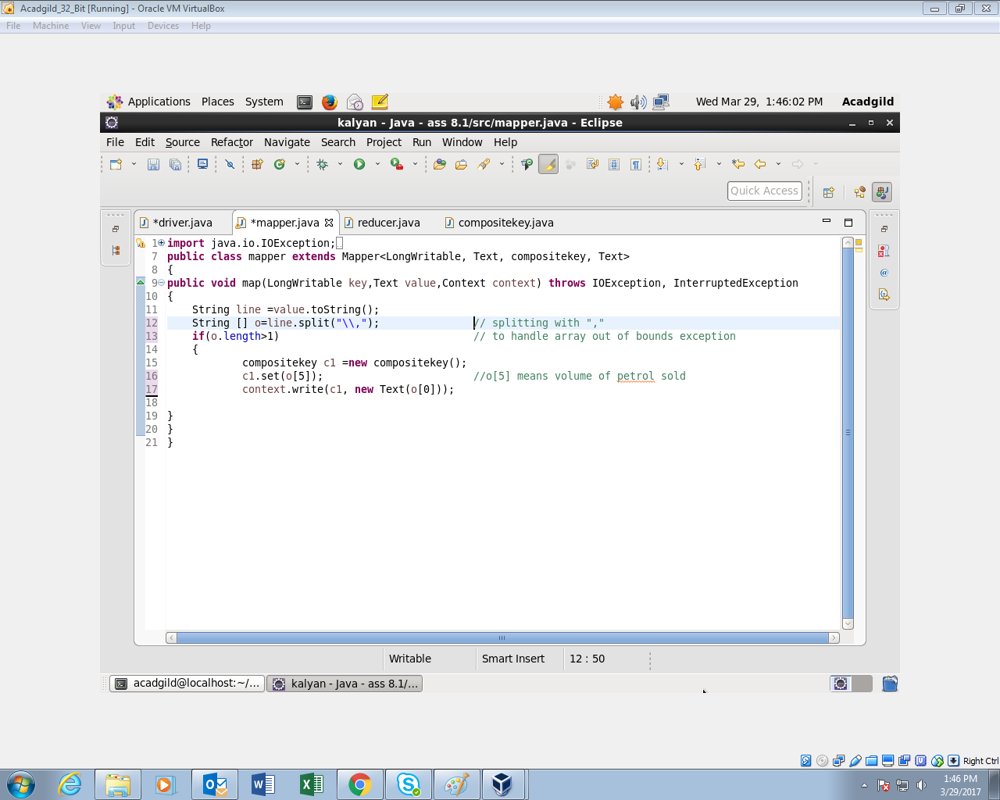 Acadgild_32_Bit [Running] - Oracle VM VirtualBox
File Machine View Input Devices Help
Applications Places System Wed Mar 29, 1:46:02 PM Acadgild
kalyan - Java - ass 8.1/src/mapper.java - Eclipse
File Edit Source Refactor Navigate Search Project Run Window Help
Quick Access
*driver.java *mapper.java reducer.java compositekey.java
1 import java.io.IOException;
7 public class mapper extends Mapper<LongWritable, Text, compositekey, Text>
8 {
9 public void map(LongWritable key,Text value,Context context) throws IOException, InterruptedException
10 {
11 String line =value.toString();
12 String [] o=line.split("\\,"); // splitting with ","
13 if(o.length>1) // to handle array out of bounds exception
14 {
15 compositekey c1 =new compositekey();
16 c1.set(o[5]); //o[5] means volume of petrol sold
17 context.write(c1, new Text(o[0]));
18
19 }
20 }
21 }
Writable Smart Insert 12 : 50
acadgild@localhost:~/... kalyan - Java - ass 8.1/...
Right Ctrl
1:46 PM
3/29/2017